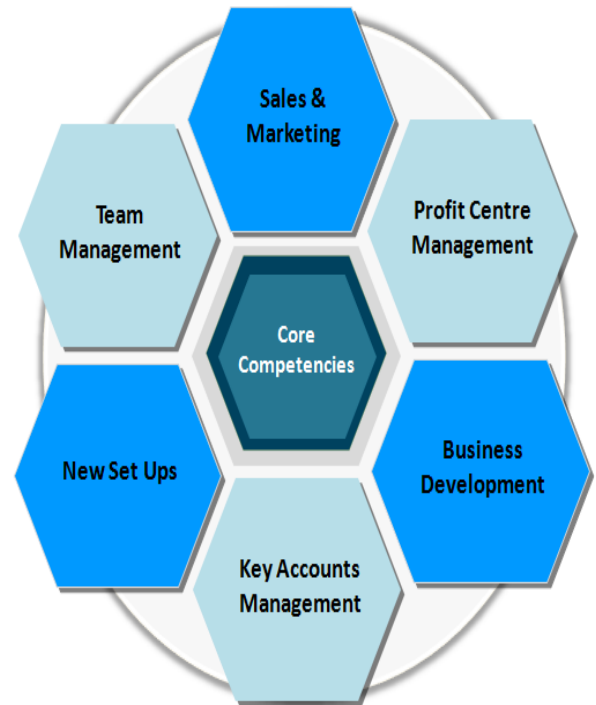 Sales &
Marketing
Profit Centre
Management
Business
Development
Key Accounts
Management
New Set Ups
Team
Management
Core
Competencies